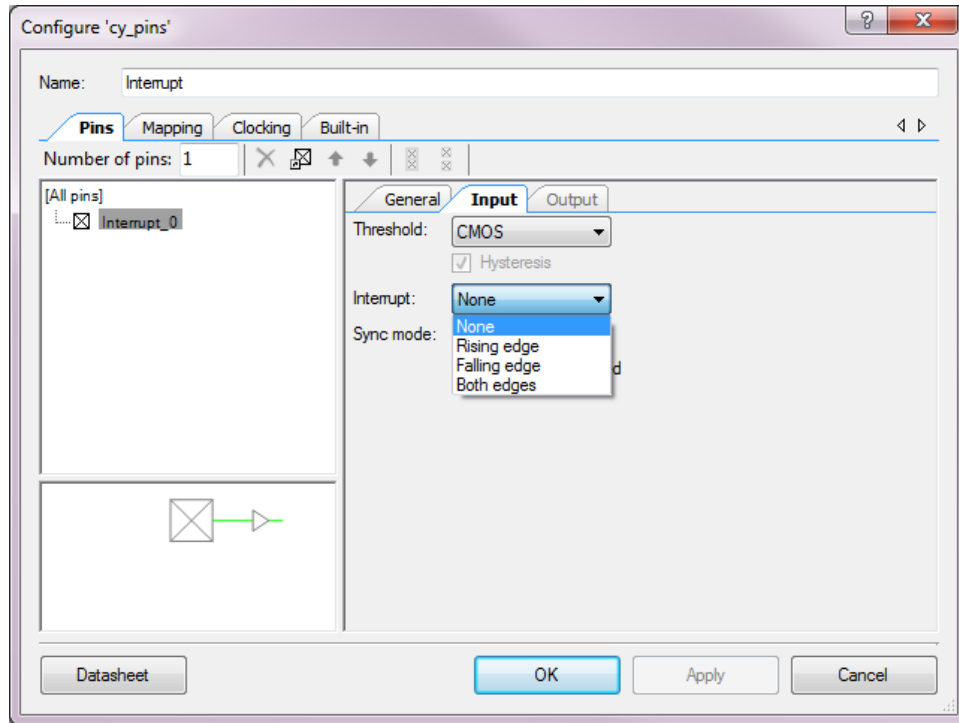 Configure 'cy_pins'
Name: Interrupt
Pins Mapping Clocking Built-in
Number of pins: 1
[All pins]
Interrupt_0
General Input Output
Threshold: CMOS
Hysteresis
Interrupt: None
None
Sync mode:
Rising edge
Falling edge
d
Both edges
Datasheet OK Apply Cancel